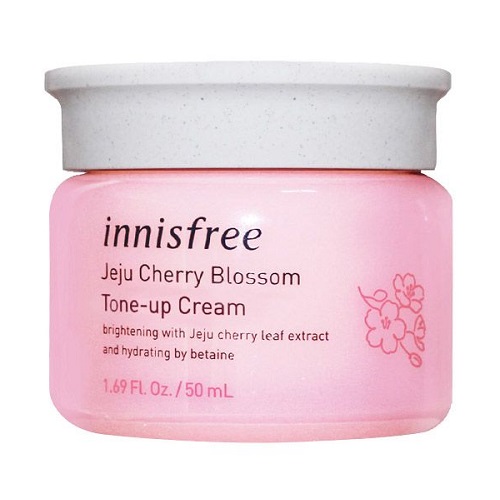 innisfree
Jeju Cherry Blossom
Tone-up Cream
brightening with Jeju cherry leaf extract
and hydrating by betaine
1.69 Fl. Oz. / 50 mL